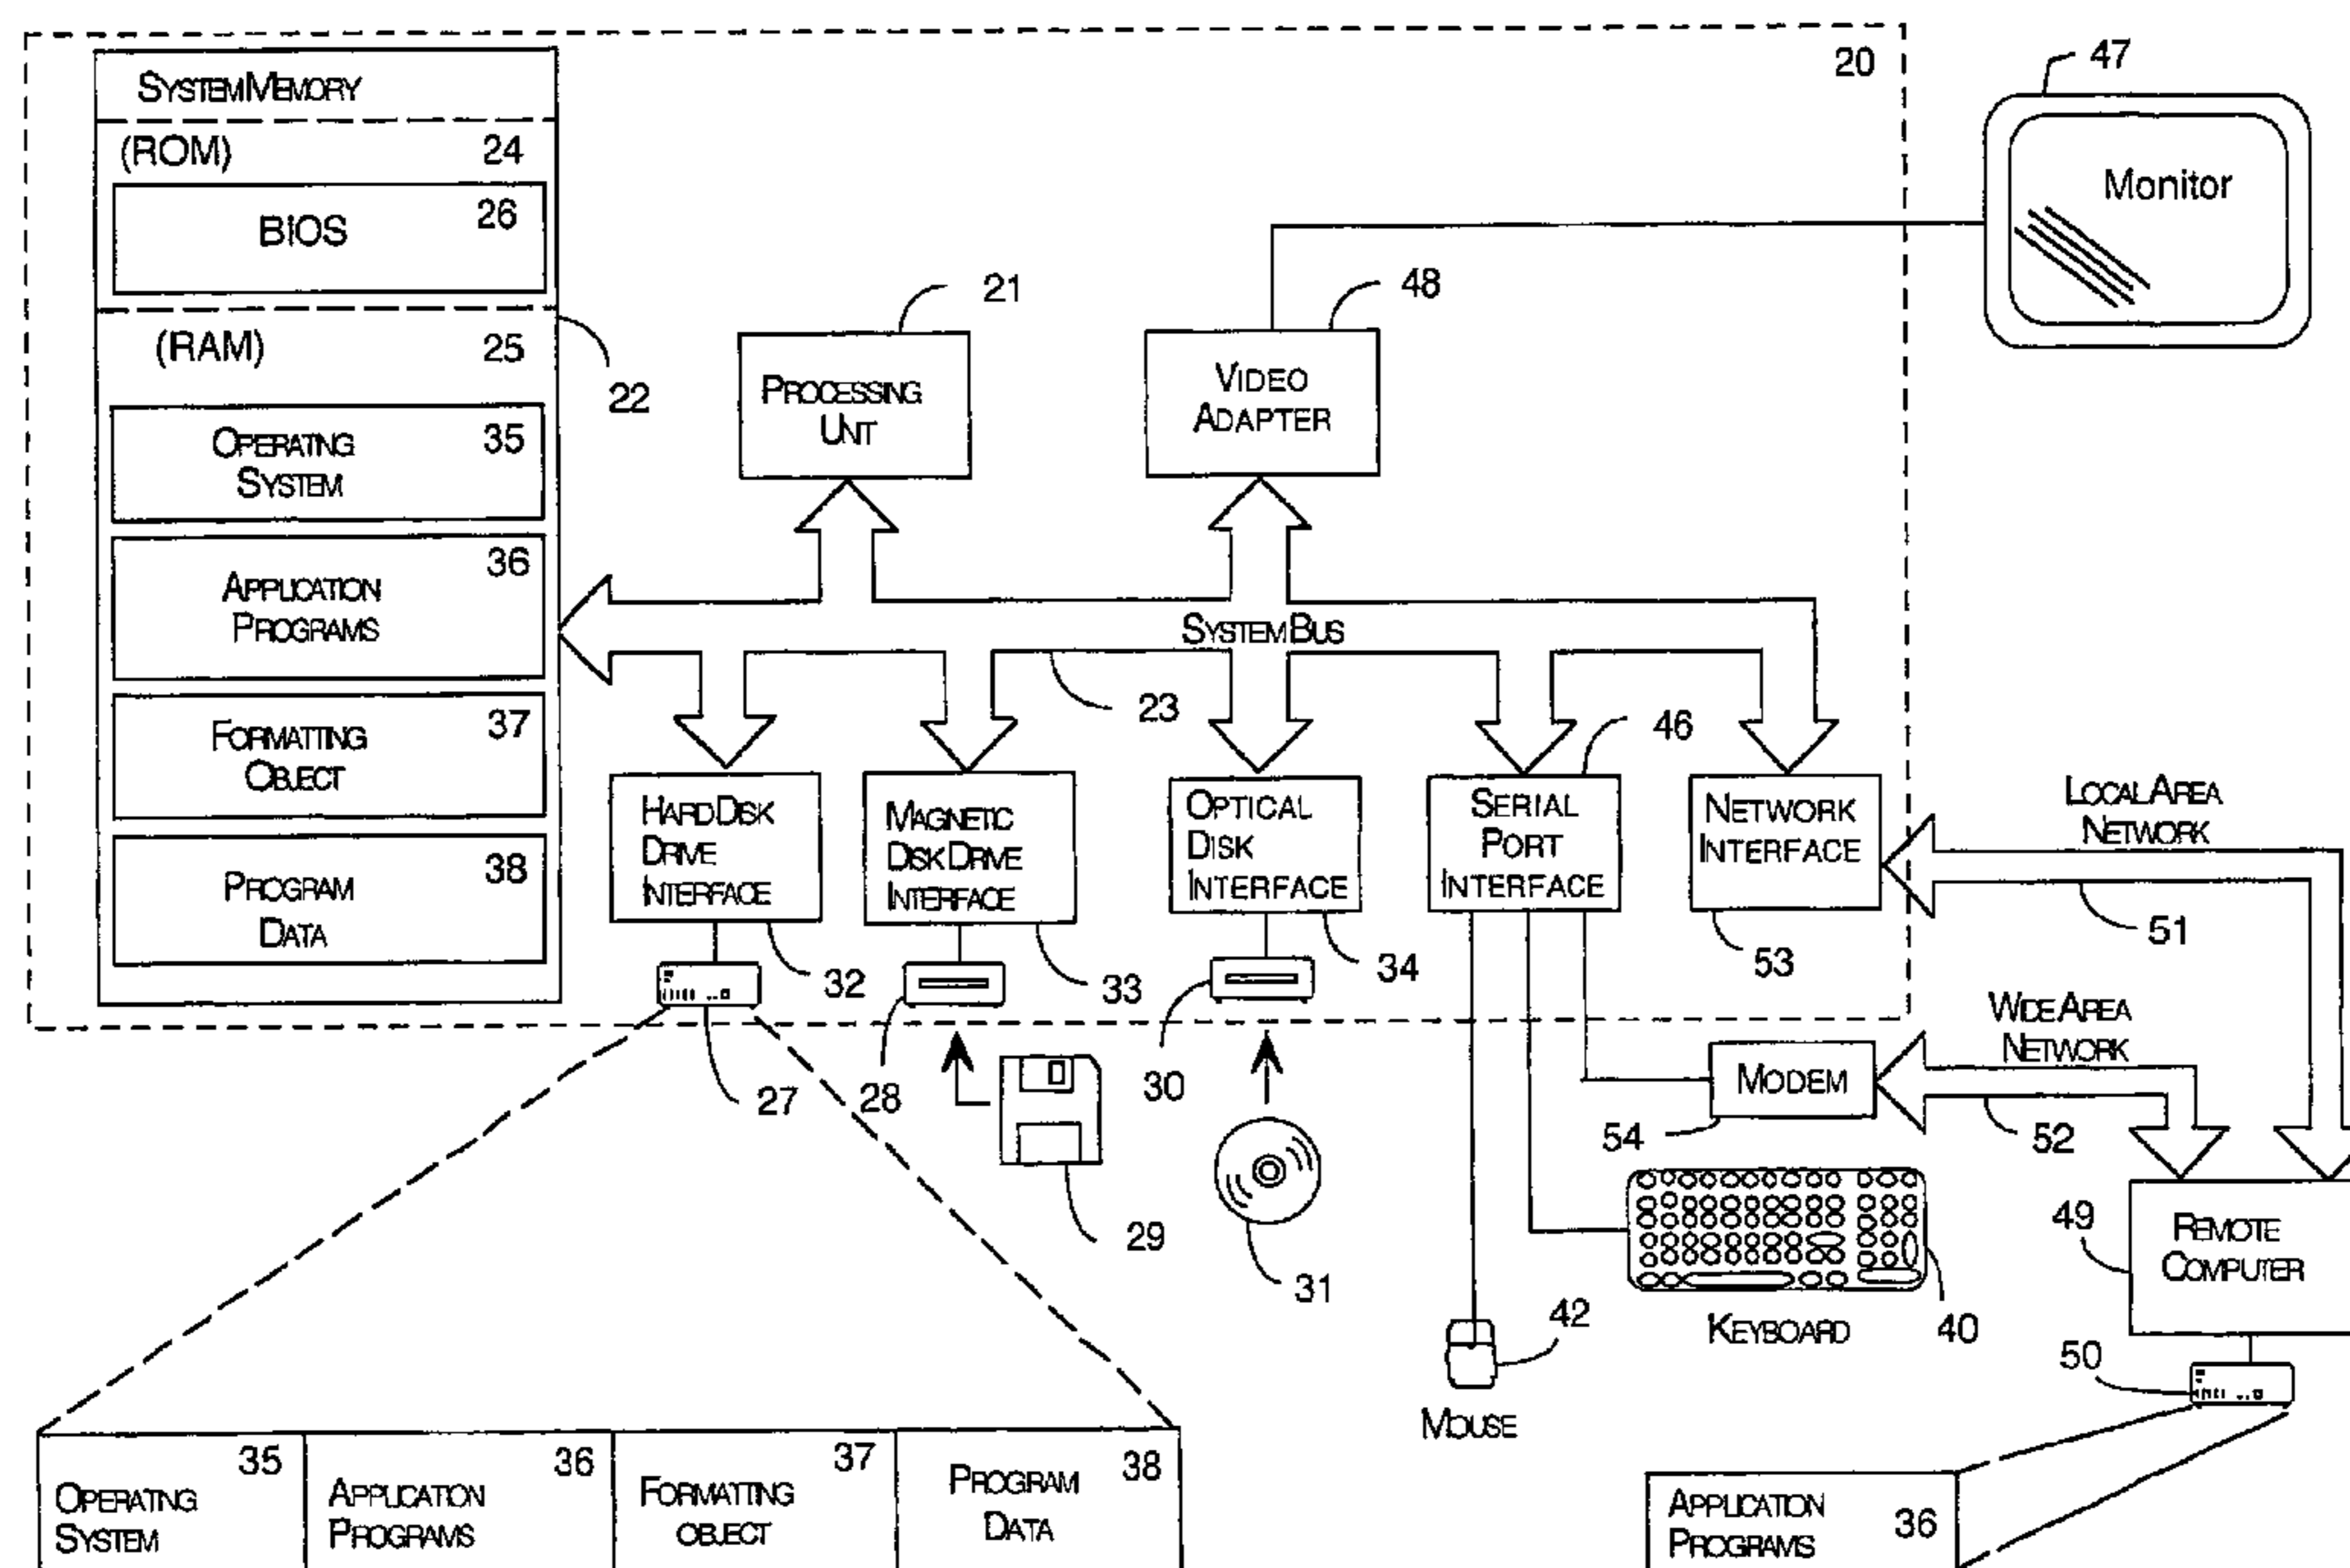 20
47
SYSTEM MEMORY
(ROM) 24
BIOS 26
Monitor
(RAM) 25
22
21
48
PROCESSING
UNIT
VIDEO
ADAPTER
OPERATING
SYSTEM
35
APPLICATION
PROGRAMS
36
FORMATTING
OBJECT
37
PROGRAM
DATA
38
SYSTEM BUS
23
46
HARD DISK
DRIVE
INTERFACE
MAGNETIC
DISK DRIVE
INTERFACE
OPTICAL
DISK
INTERFACE
SERIAL
PORT
INTERFACE
NETWORK
INTERFACE
LOCAL AREA
NETWORK
51
32
33
34
53
27
28
30
WIDE AREA
NETWORK
MODEM
54
52
29
31
49
REMOTE
COMPUTER
42
KEYBOARD
40
50
MOUSE
OPERATING
SYSTEM
35
APPLICATION
PROGRAMS
36
FORMATTING
OBJECT
37
PROGRAM
DATA
38
APPLICATION
PROGRAMS
36